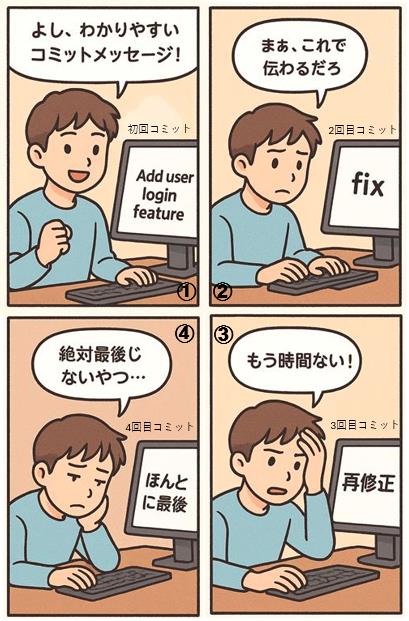 よし、わかりやすい
コミットメッセージ!
初回コミット
Add user
login
feature
①
まぁ、これで
伝わるだろ
2回目コミット
fix
②
③
もう時間ない!
3回目コミット
再修正
④
絶対最後じ
ないやつ…
4回目コミット
ほんと
に最後